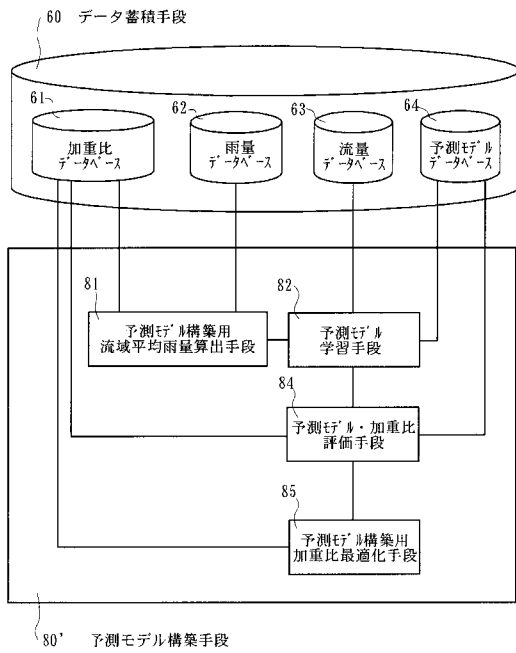 60 データ蓄積手段
61
62
63
64
加重比
データベース
雨量
データベース
流量
データベース
予測モデル
データベース
81
予測モデル構築用
流域平均雨量算出手段
82
予測モデル
学習手段
84
予測モデル・加重比
評価手段
85
予測モデル構築用
加重比最適化手段
80' 予測モデル構築手段